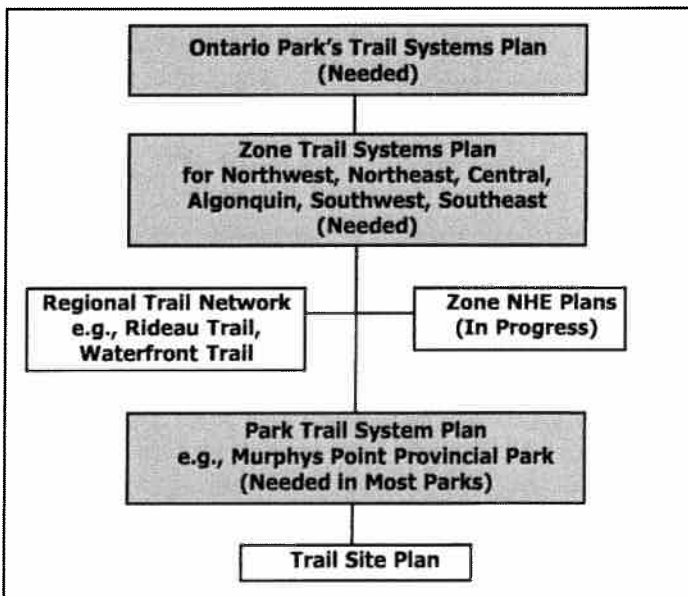 Ontario Park's Trail Systems Plan
(Needed)
Zone Trail Systems Plan
for Northwest, Northeast, Central,
Algonquin, Southwest, Southeast
(Needed)
Regional Trail Network
e.g., Rideau Trail,
Waterfront Trail
Zone NHE Plans
(In Progress)
Park Trail System Plan
e.g., Murphys Point Provincial Park
(Needed in Most Parks)
Trail Site Plan